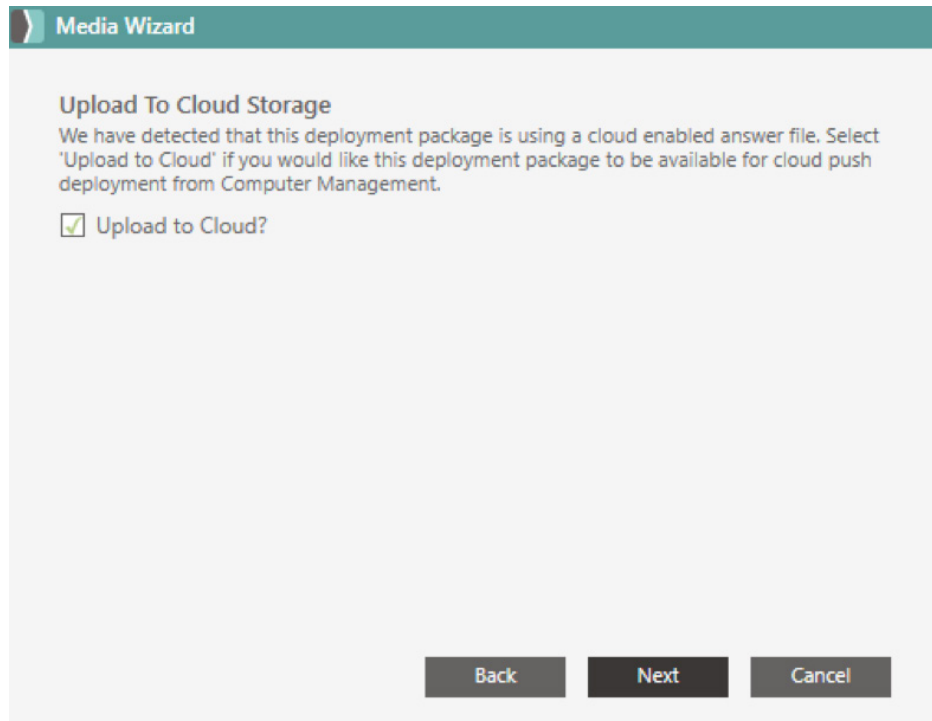 Media Wizard
Upload To Cloud Storage
We have detected that this deployment package is using a cloud enabled answer file. Select
'Upload to Cloud' if you would like this deployment package to be available for cloud push
deployment from Computer Management.
Upload to Cloud?
Back Next Cancel